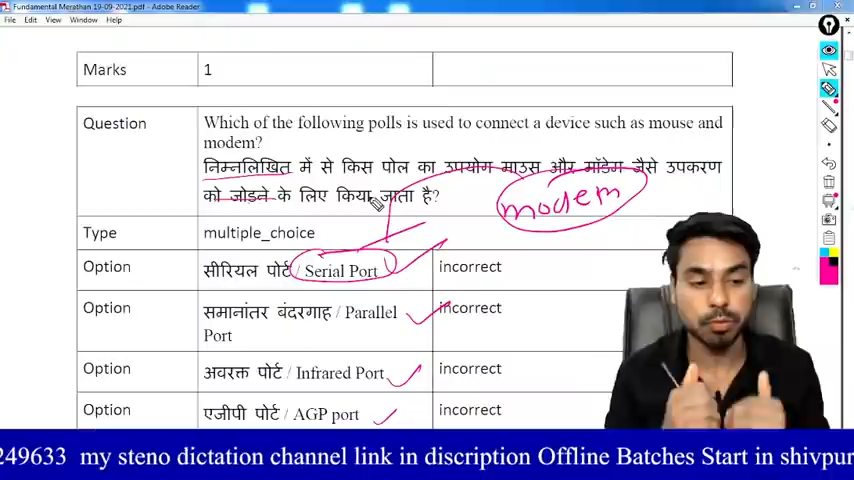 Fundamental Merathan 19-09-2021.pdf - Adobe Reader
File Edit View Window Help
Marks 1
Question Which of the following polls is used to connect a device such as mouse and
modem?
निम्नलिखित में से किस पोल का उपयोग माउस और मॉडेम जैसे उपकरण
को जोडने के लिए किया जाता है?
modem
Type multiple_choice
Option सीरियल पोर्ट / Serial Port incorrect
Option समानांतर बंदरगाह / Parallel incorrect
Port
Option अवरक्त पोर्ट / Infrared Port incorrect
Option एजीपी पोर्ट / AGP port incorrect
249633 my steno dictation channel link in discription Offline Batches Start in shivpur